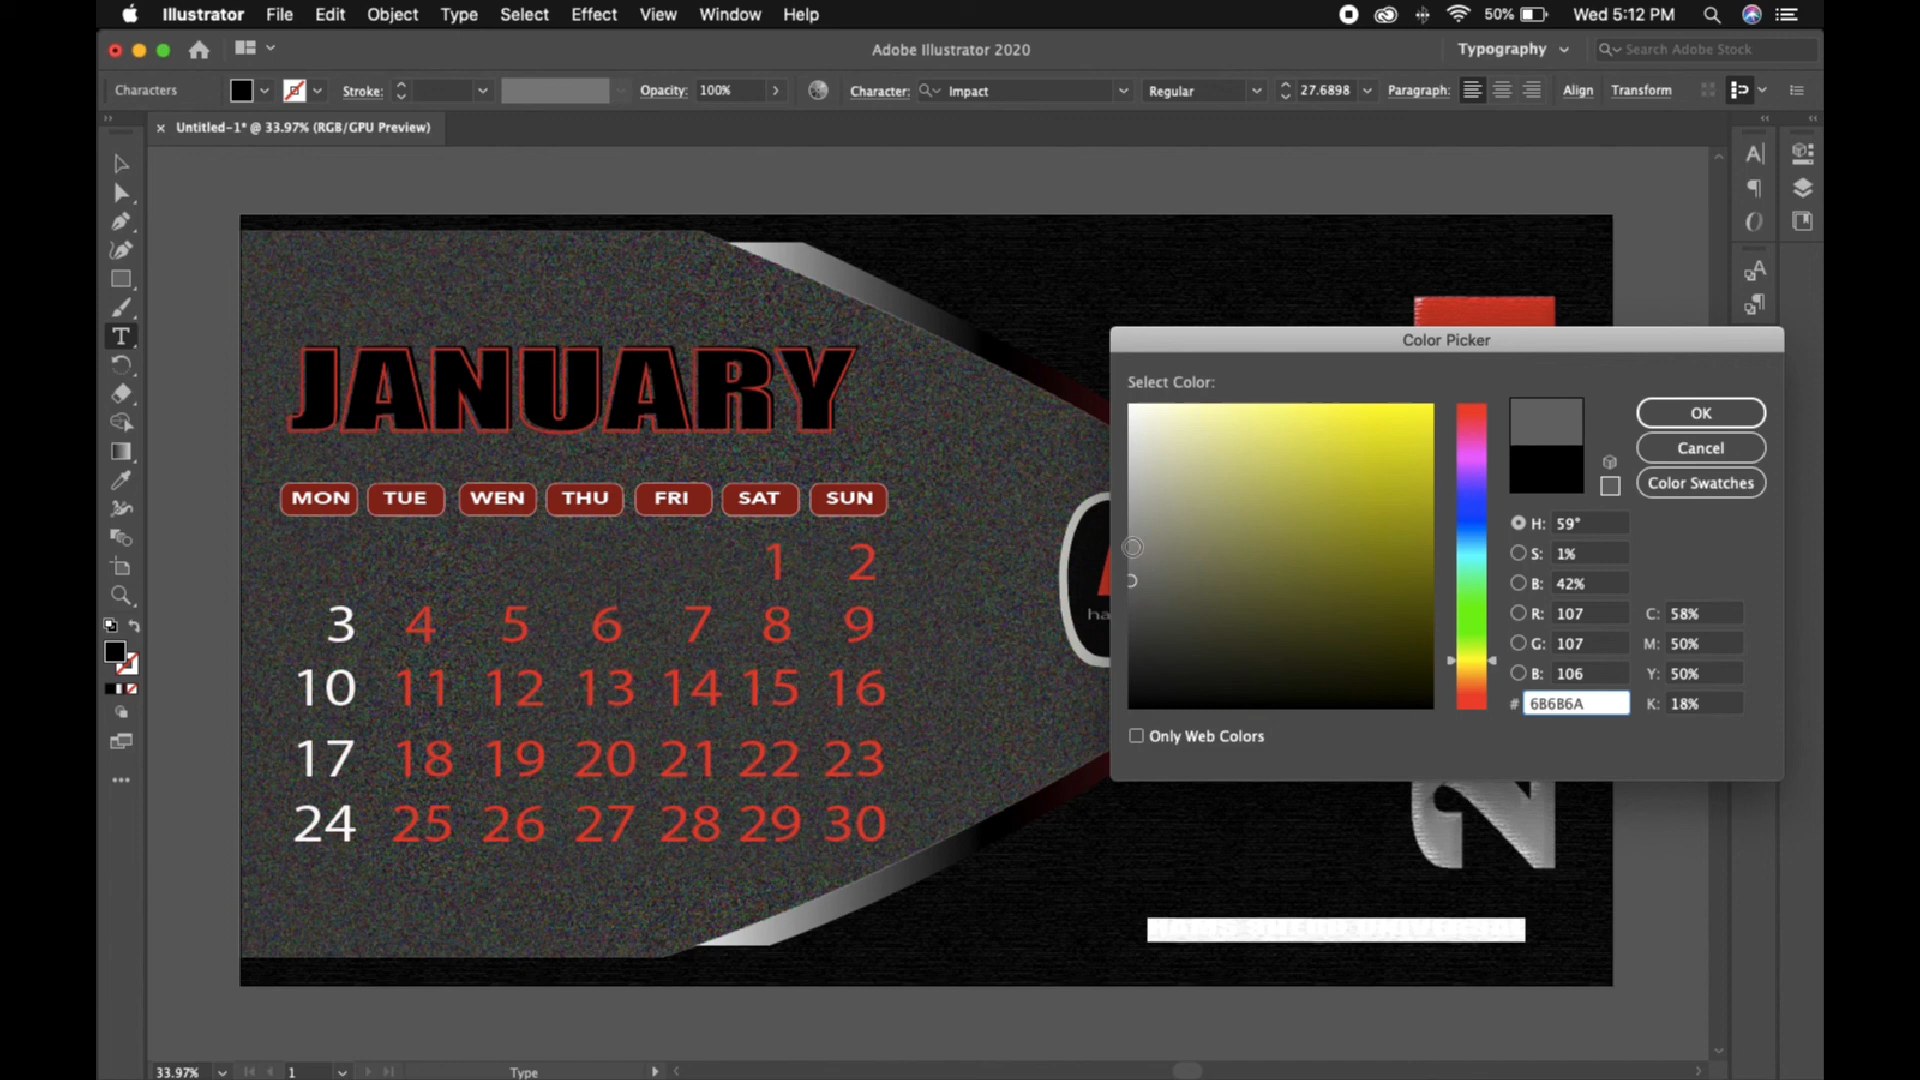 Illustrator File Edit Object Type Select Effect View Window Help 50% Wed 5:12 PM
Adobe Illustrator 2020 Typography Search Adobe Stock
Characters Stroke: Opacity: 100% Character: Impact Regular 27.6898 Paragraph: Align Transform
Untitled-1* @ 33.97% (RGB/GPU Preview)
JANUARY
MON TUE WEN THU FRI SAT SUN
1 2
3 4 5 6 7 8 9
10 11 12 13 14 15 16
17 18 19 20 21 22 23
24 25 26 27 28 29 30
2
Color Picker
Select Color:
OK
Cancel
Color Swatches
H: 59°
S: 1%
B: 42%
R: 107 C: 58%
G: 107 M: 50%
B: 106 Y: 50%
# 6B6B6A K: 18%
Only Web Colors
33.97% 1 Type